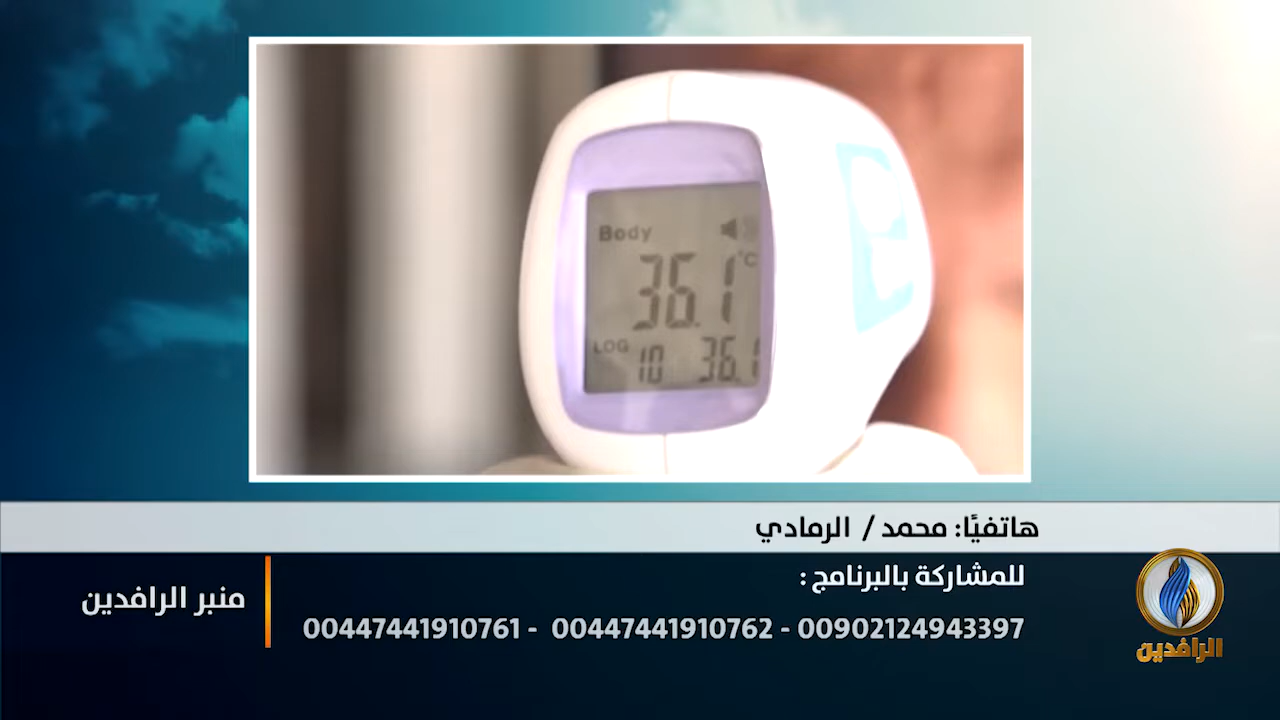 Body
°C
36.1
LOG 10 36.1
هاتفيًا: محمد / الرمادي
للمشاركة بالبرنامج :
00447441910761 - 00447441910762 - 00902124943397
منبر الرافدين
الرافدين